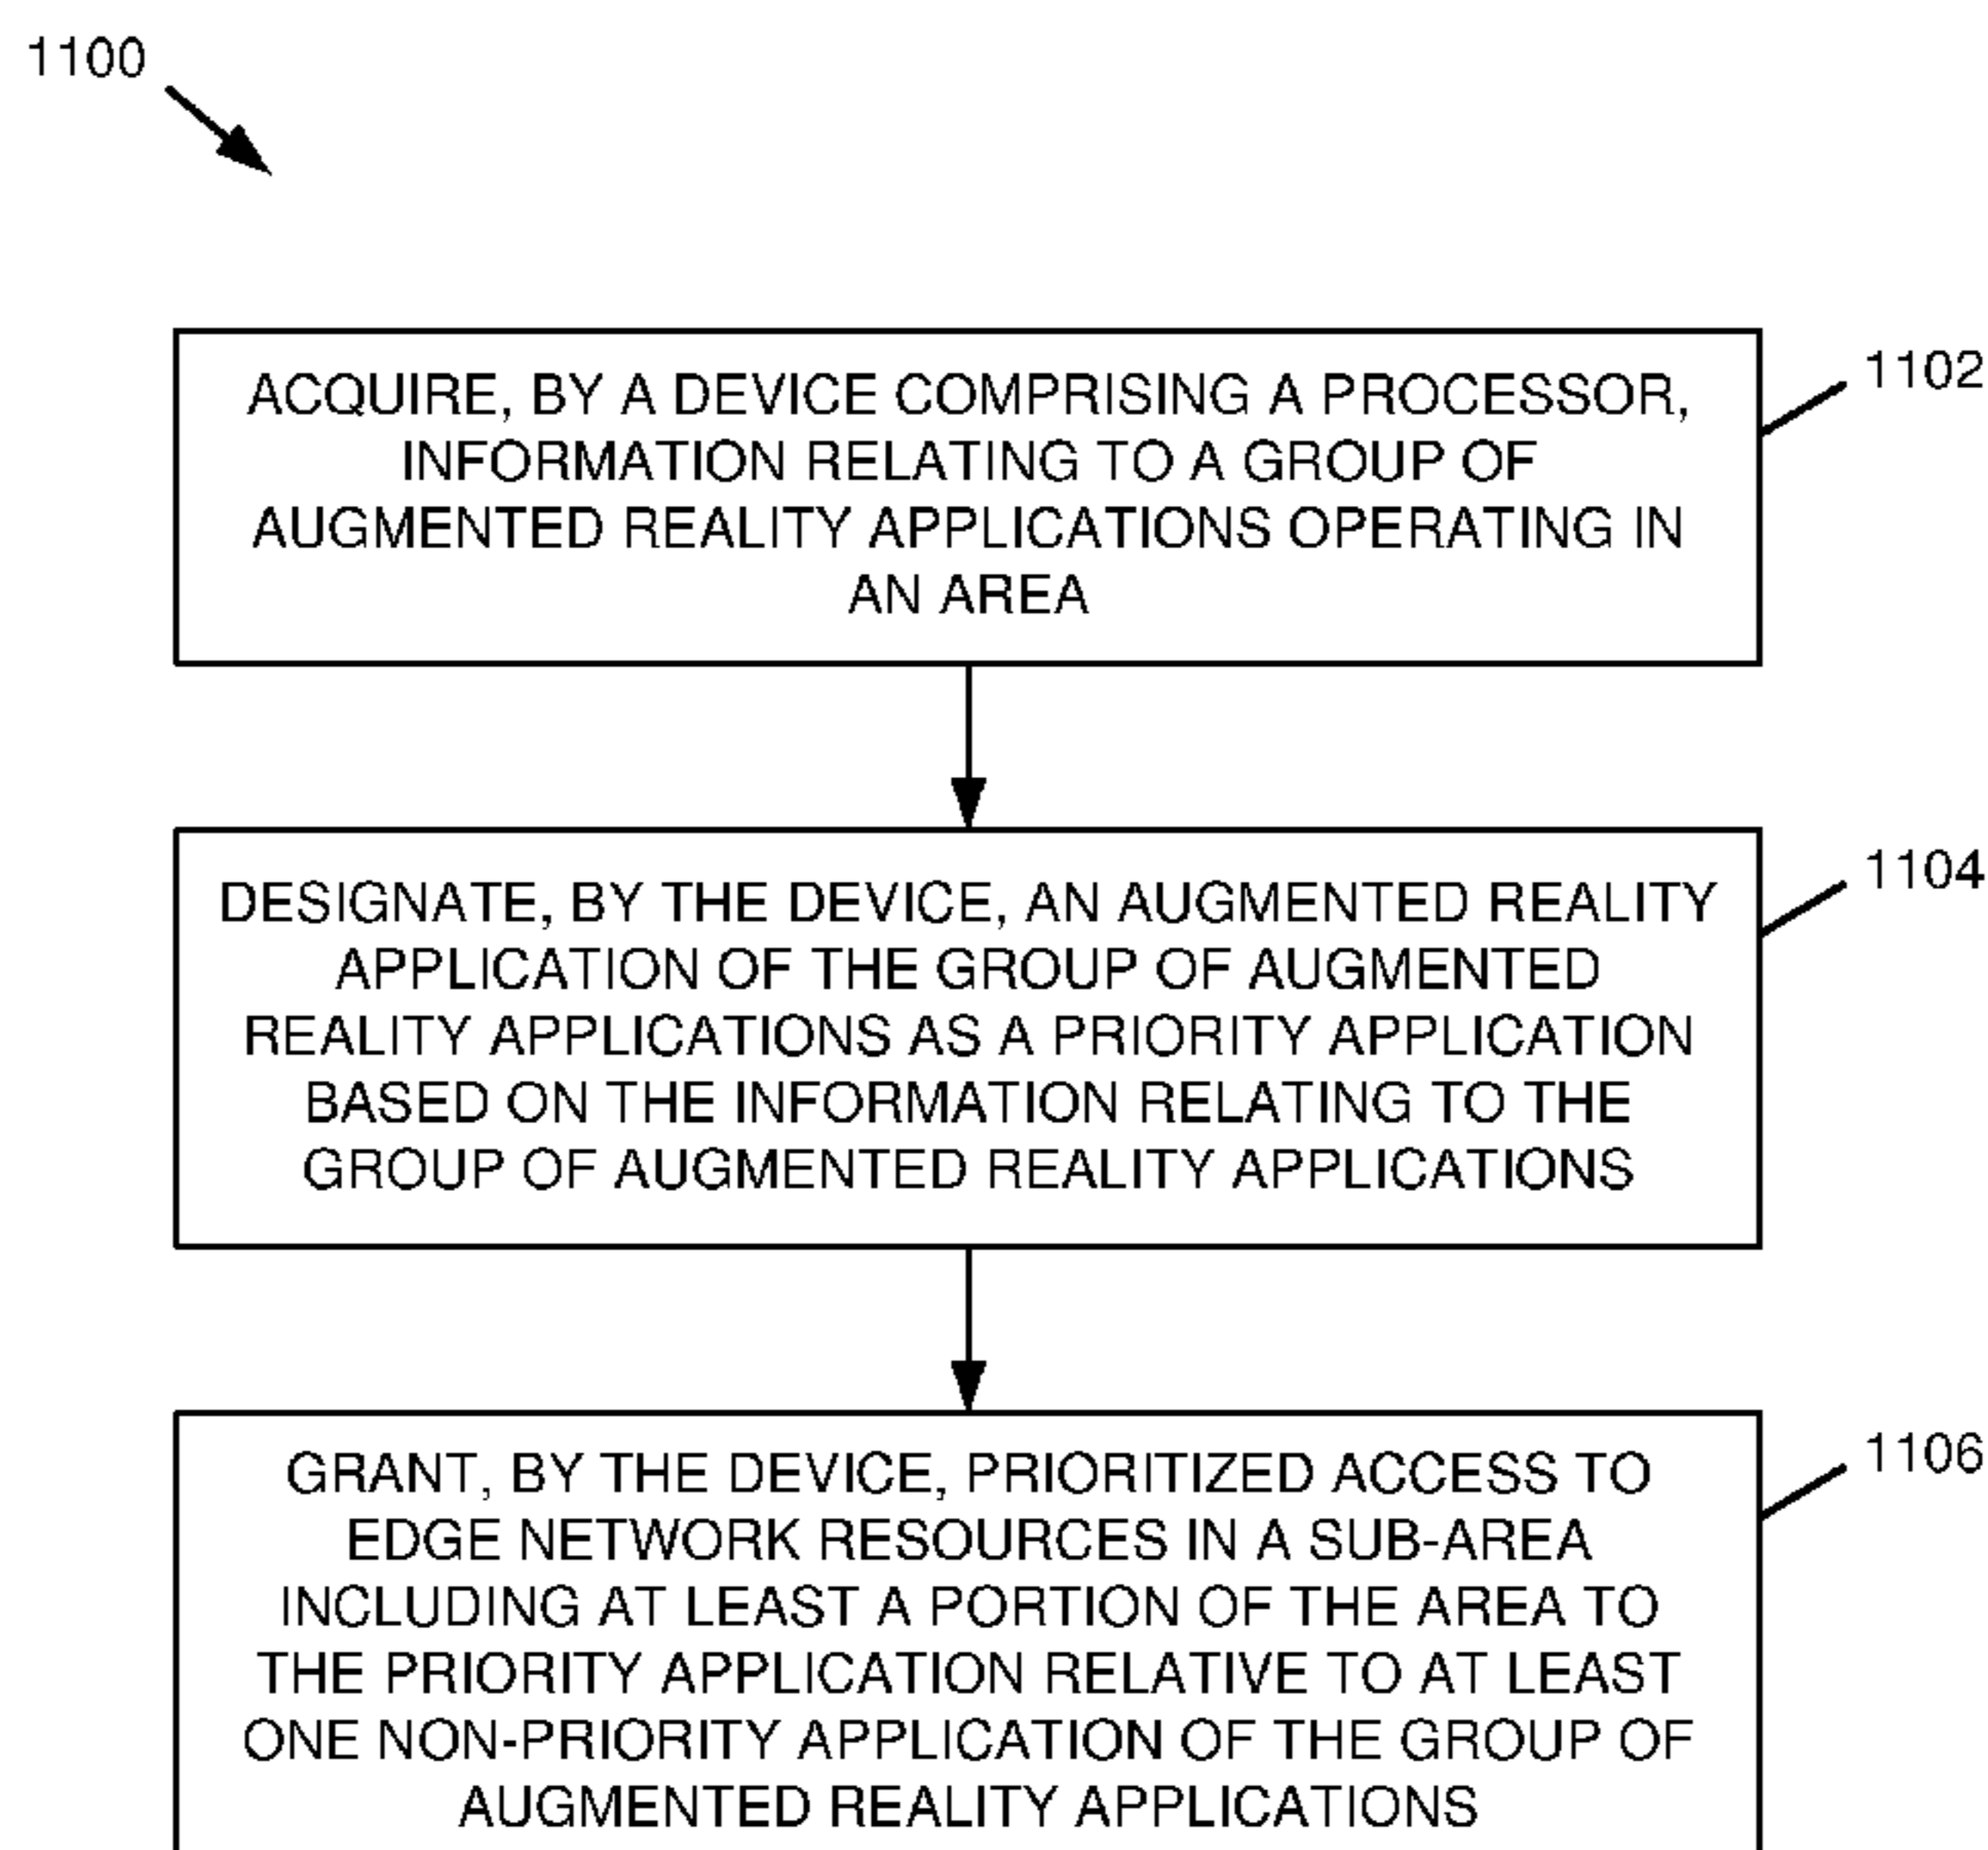 1100
ACQUIRE, BY A DEVICE COMPRISING A PROCESSOR,
INFORMATION RELATING TO A GROUP OF
AUGMENTED REALITY APPLICATIONS OPERATING IN
AN AREA
1102
DESIGNATE, BY THE DEVICE, AN AUGMENTED REALITY
APPLICATION OF THE GROUP OF AUGMENTED
REALITY APPLICATIONS AS A PRIORITY APPLICATION
BASED ON THE INFORMATION RELATING TO THE
GROUP OF AUGMENTED REALITY APPLICATIONS
1104
GRANT, BY THE DEVICE, PRIORITIZED ACCESS TO
EDGE NETWORK RESOURCES IN A SUB-AREA
INCLUDING AT LEAST A PORTION OF THE AREA TO
THE PRIORITY APPLICATION RELATIVE TO AT LEAST
ONE NON-PRIORITY APPLICATION OF THE GROUP OF
AUGMENTED REALITY APPLICATIONS
1106